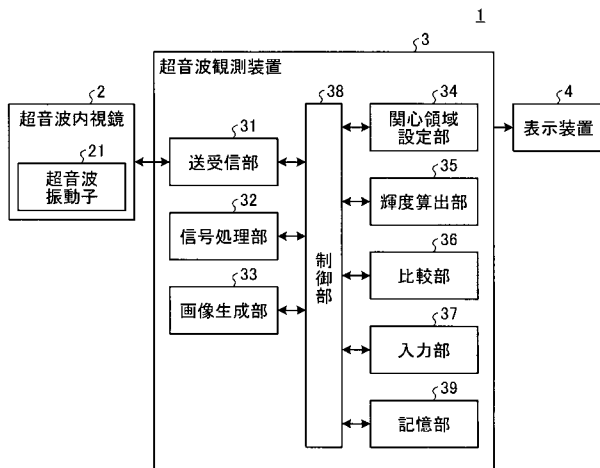 1
3
超音波観測装置
2
超音波内視鏡
21
超音波
振動子
31
送受信部
32
信号処理部
33
画像生成部
38
制御部
34
関心領域
設定部
35
輝度算出部
36
比較部
37
入力部
39
記憶部
4
表示装置